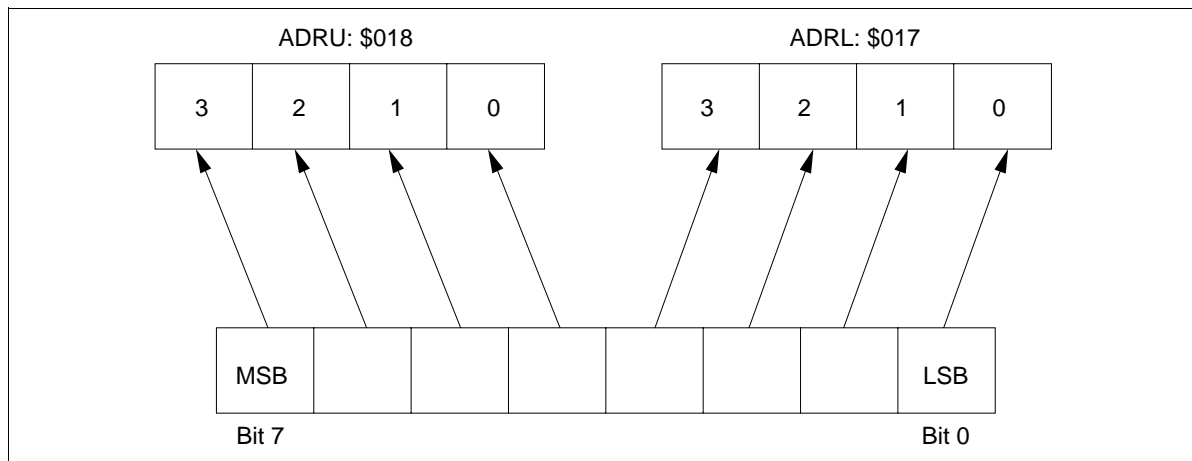 ADRU: $018 ADRL: $017
3 2 1 0 3 2 1 0
MSB LSB
Bit 7 Bit 0